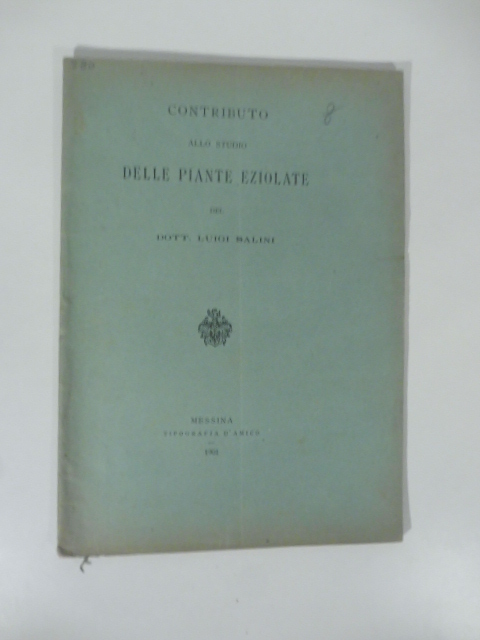 8
CONTRIBUTO
ALLO STUDIO
DELLE PIANTE EZIOLATE
DEL
DOTT. LUIGI SALINI
MESSINA
TIPOGRAFIA D'AMICO